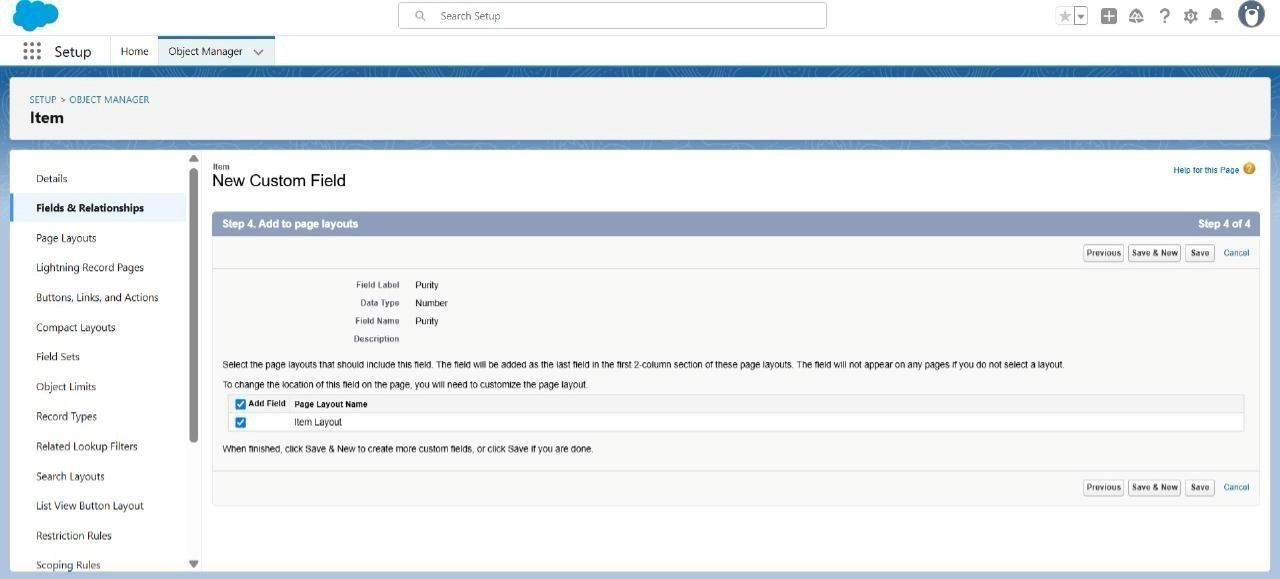 Search Setup
Setup
Home
Object Manager
SETUP > OBJECT MANAGER
Item
Details
Fields & Relationships
Page Layouts
Lightning Record Pages
Buttons, Links, and Actions
Compact Layouts
Field Sets
Object Limits
Record Types
Related Lookup Filters
Search Layouts
List View Button Layout
Restriction Rules
Scoping Rules
Item
New Custom Field
Help for this Page ?
Step 4. Add to page layouts Step 4 of 4
Previous Save & New Save Cancel
Field Label Purity
Data Type Number
Field Name Purity
Description
Select the page layouts that should include this field. The field will be added as the last field in the first 2-column section of these page layouts. The field will not appear on any pages if you do not select a layout.
To change the location of this field on the page, you will need to customize the page layout.
Add Field Page Layout Name
Item Layout
When finished, click Save & New to create more custom fields, or click Save if you are done.
Previous Save & New Save Cancel